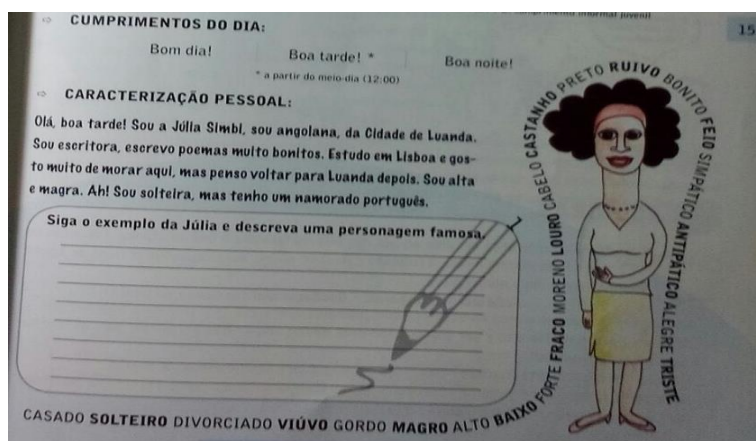 informal juvenil
15
CUMPRIMENTOS DO DIA:
Bom dia! Boa tarde! * Boa noite!
* a partir do meio-dia (12:00)
CARACTERIZAÇÃO PESSOAL:
Olá, boa tarde! Sou a Júlia Simbi, sou angolana, da Cidade de Luanda.
Sou escritora, escrevo poemas muito bonitos. Estudo em Lisboa e gos-
to muito de morar aqui, mas penso voltar para Luanda depois. Sou alta
e magra. Ah! Sou solteira, mas tenho um namorado português.
Siga o exemplo da Júlia e descreva uma personagem famosa.
CASADO SOLTEIRO DIVORCIADO VIÚVO GORDO MAGRO ALTO BAIXO FORTE FRACO MORENO LOURO CABELO CASTANHO PRETO RUIVO BONITO FEIO SIMPÁTICO ANTIPÁTICO ALEGRE TRISTE